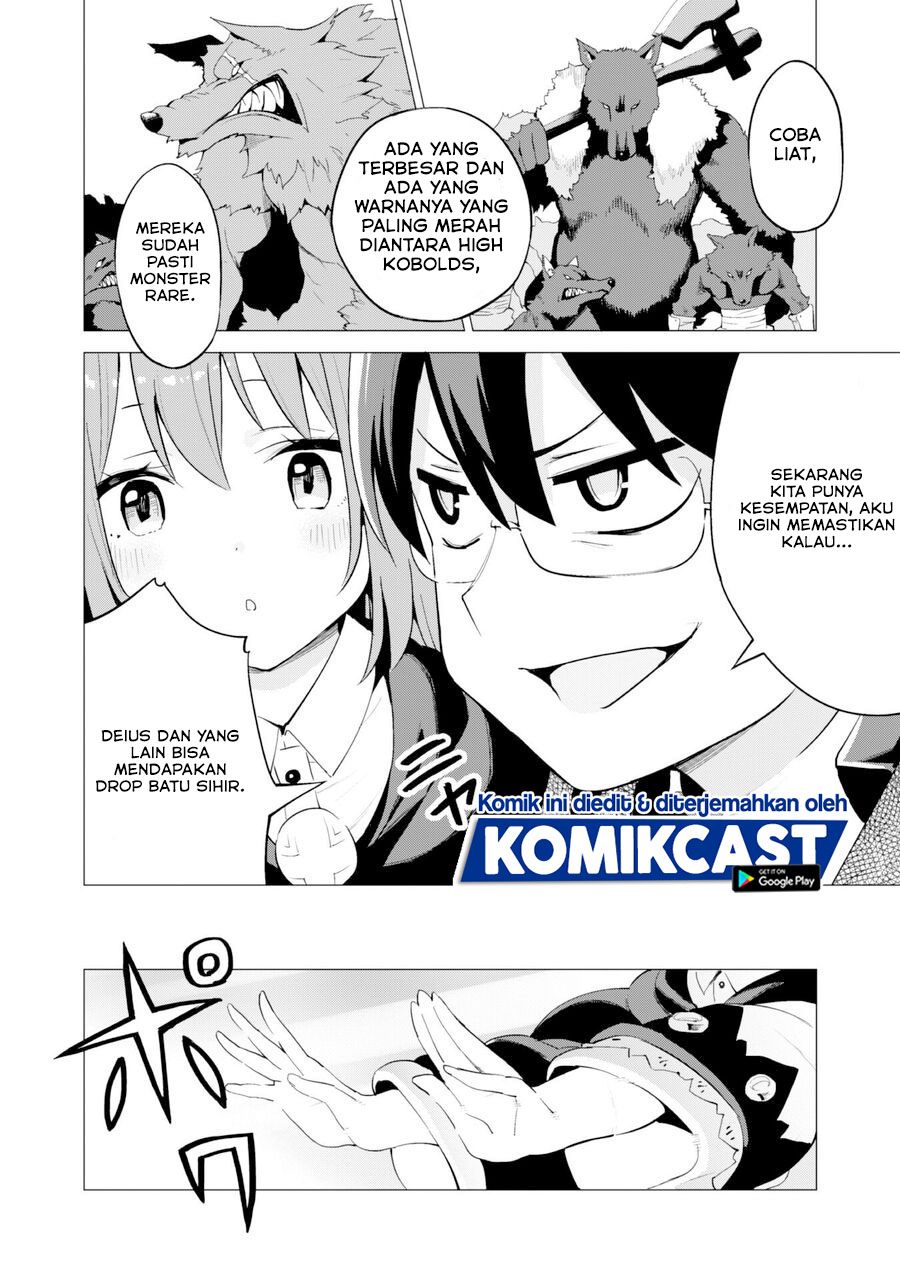 COBA
LIAT,
ADA YANG
TERBESAR DAN
ADA YANG
WARNANYA YANG
PALING MERAH
DIANTARA HIGH
KOBOLDS,
MEREKA
SUDAH
PASTI
MONSTER
RARE.
SEKARANG
KITA PUNYA
KESEMPATAN, AKU
INGIN MEMASTIKAN
KALAU...
DEIUS DAN YANG
LAIN BISA
MENDAPAKAN
DROP BATU SIHIR.
ニヤ
Komik ini diedit & diterjemahkan oleh
KOMIKCAST
GET IT ON
Google Play
ポワ